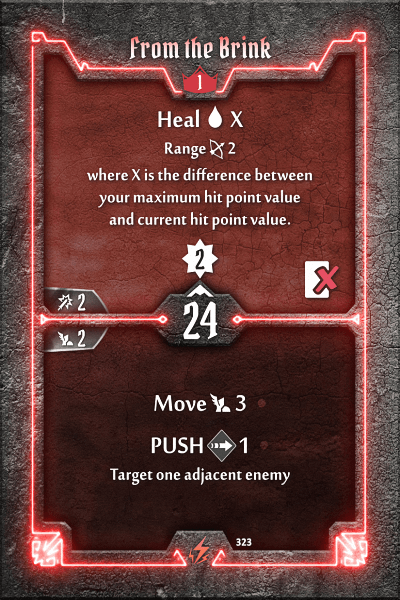 From the Brink
1
Heal X
Range 2
where X is the difference between
your maximum hit point value
and current hit point value.
2
2
24
2
Move 3
PUSH 1
Target one adjacent enemy
323